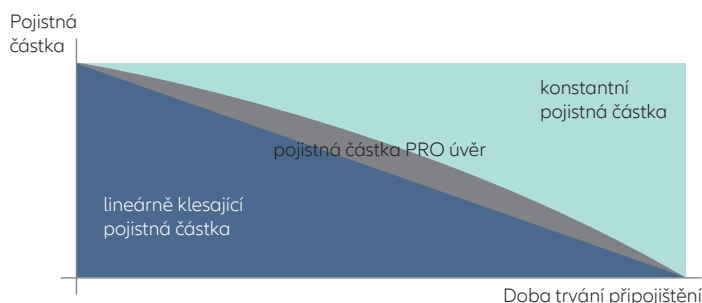 Pojistná
částka
konstantní
pojistná částka
pojistná částka PRO úvěr
lineárně klesající
pojistná částka
Doba trvání připojištění